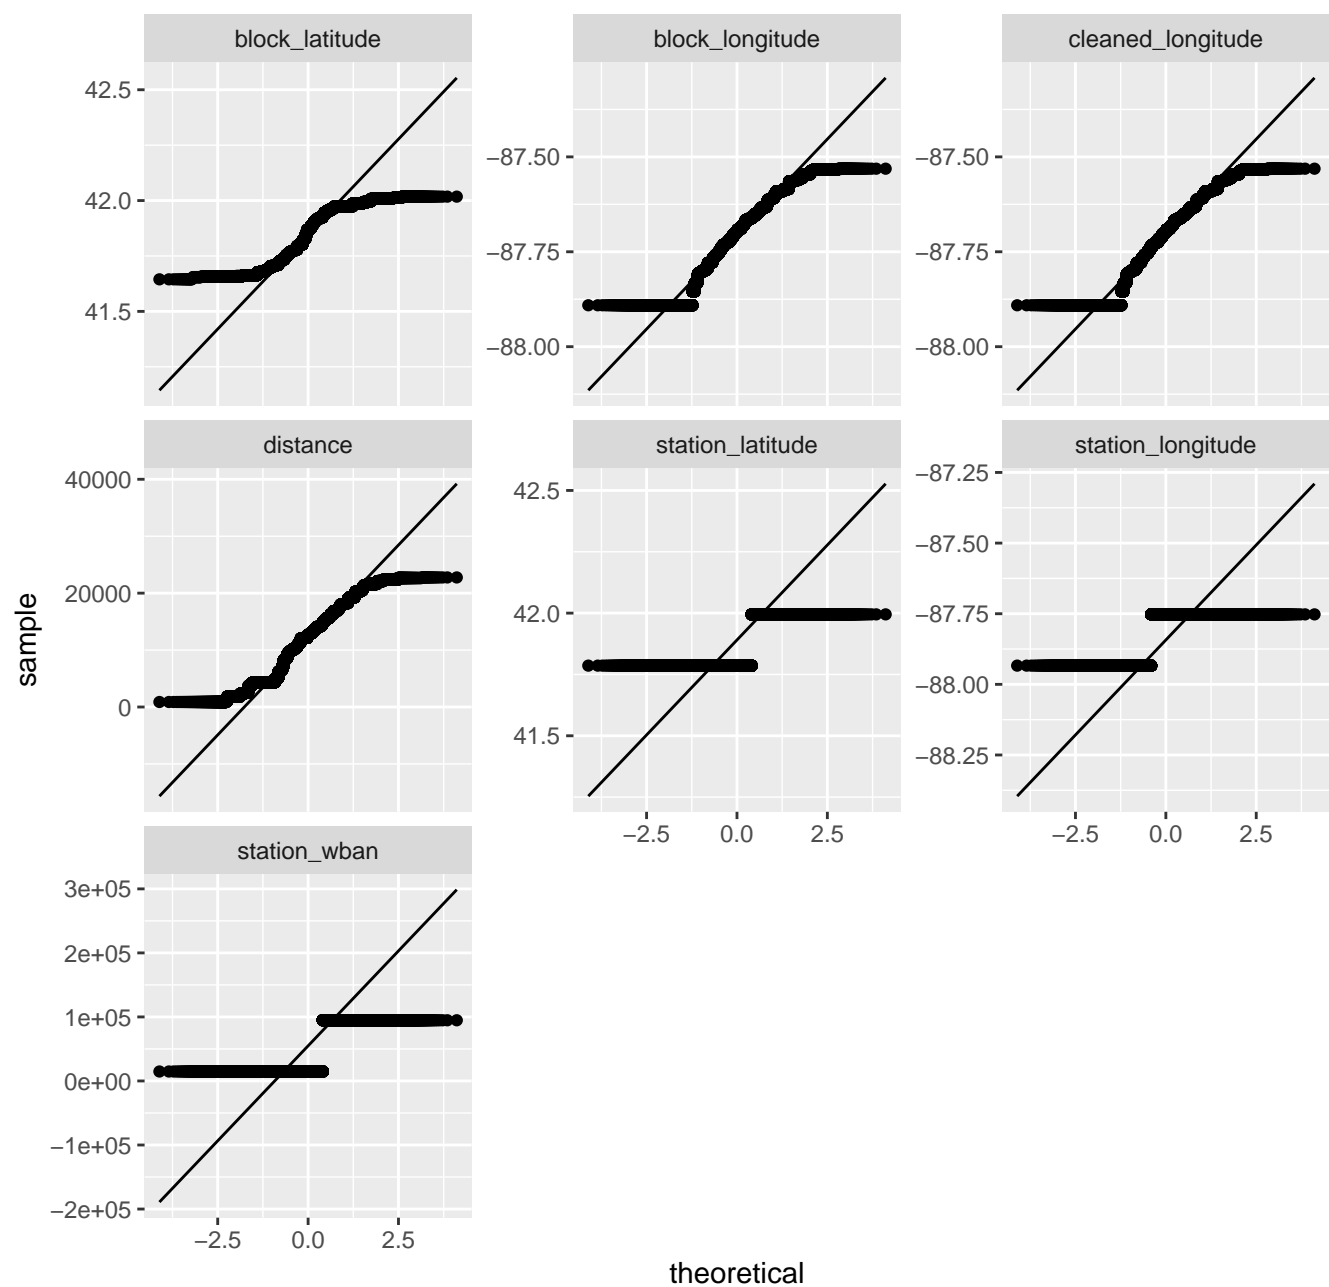 block_latitude
block_longitude
cleaned_longitude
42.5
42.0
41.5
−87.50
−87.75
−88.00
−87.50
−87.75
−88.00
distance
station_latitude
station_longitude
40000
20000
0
42.5
42.0
41.5
−87.25
−87.50
−87.75
−88.00
−88.25
−2.5 0.0 2.5
−2.5 0.0 2.5
station_wban
3e+05
2e+05
1e+05
0e+00
−1e+05
−2e+05
−2.5 0.0 2.5
sample
theoretical